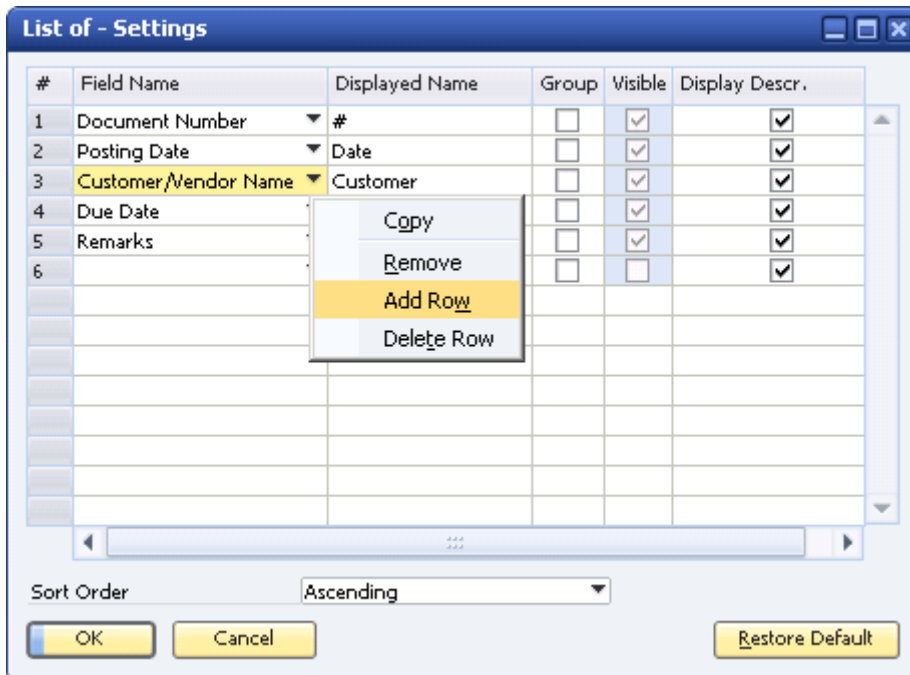 List of - Settings
# Field Name Displayed Name Group Visible Display Descr.
1 Document Number #
2 Posting Date Date
3 Customer/Vendor Name Customer
4 Due Date
5 Remarks
6
Copy
Remove
Add Row
Delete Row
Sort Order Ascending
OK Cancel Restore Default